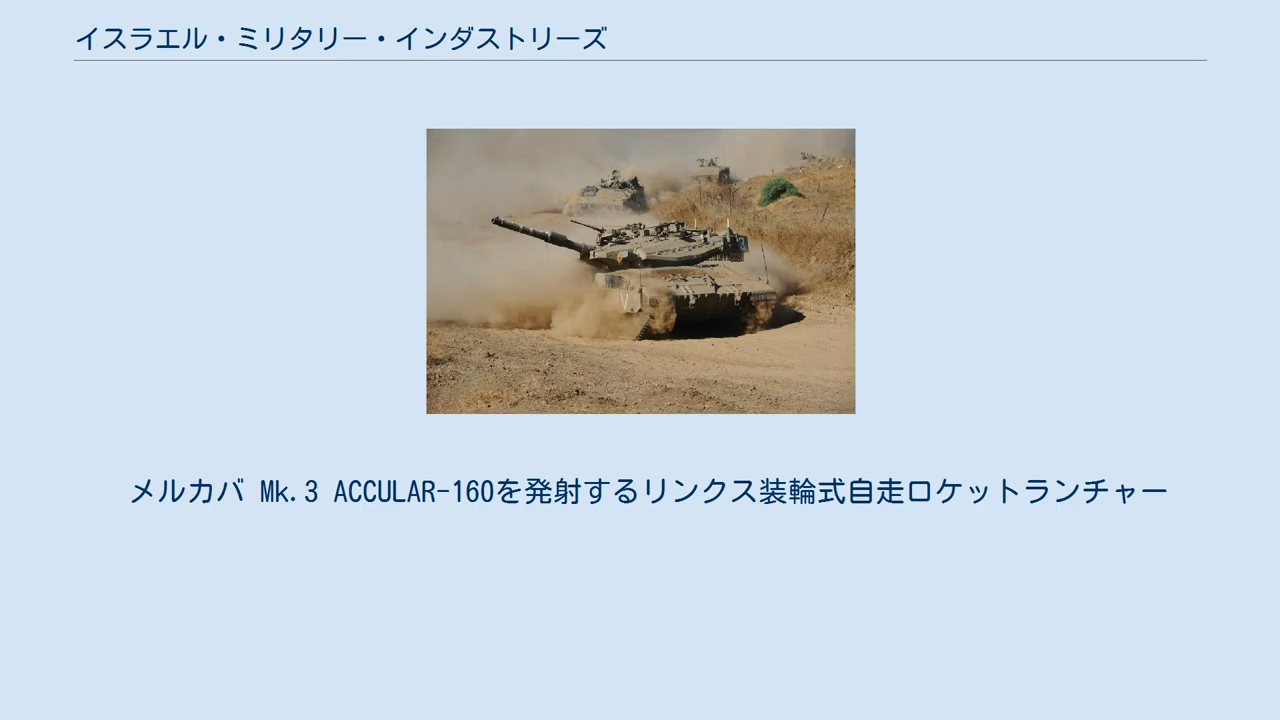 イスラエル・ミリタリー・インダストリーズ
メルカバ Mk.3 ACCULAR-160を発射するリンクス装輪式自走ロケットランチャー